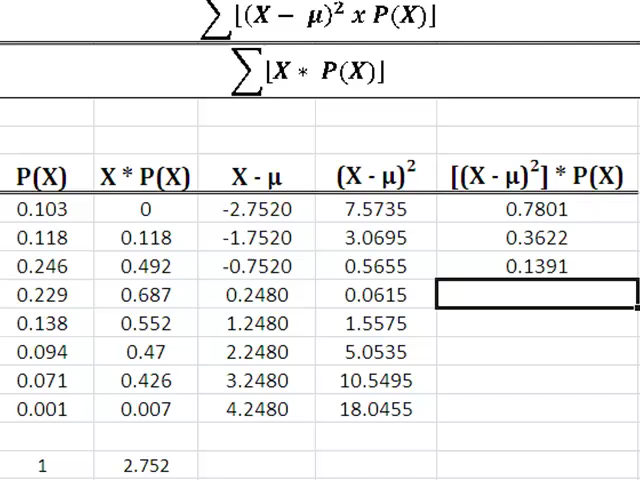 ∑⌊(X − μ)² x P(X)⌋
∑⌊X ∗ P(X)⌋
P(X) X * P(X) X - μ (X - μ)² [(X - μ)²] * P(X)
0.103 0 -2.7520 7.5735 0.7801
0.118 0.118 -1.7520 3.0695 0.3622
0.246 0.492 -0.7520 0.5655 0.1391
0.229 0.687 0.2480 0.0615
0.138 0.552 1.2480 1.5575
0.094 0.47 2.2480 5.0535
0.071 0.426 3.2480 10.5495
0.001 0.007 4.2480 18.0455
1 2.752